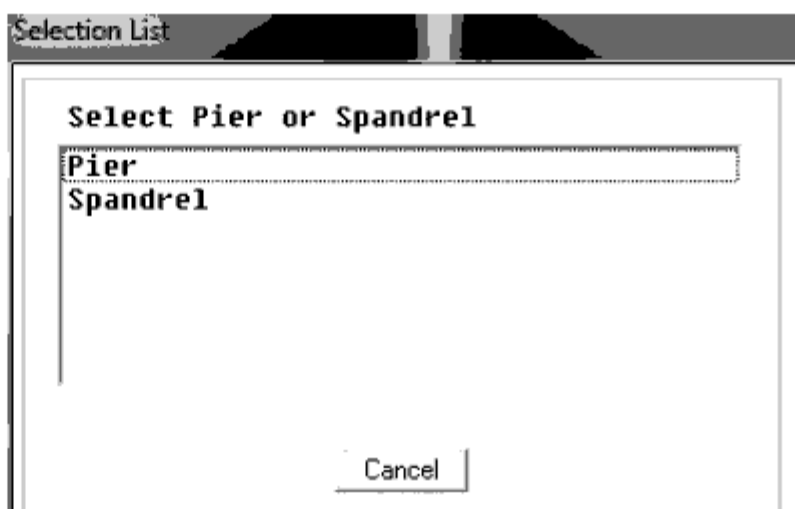 Selection List
Select Pier or Spandrel
Pier
Spandrel
Cancel